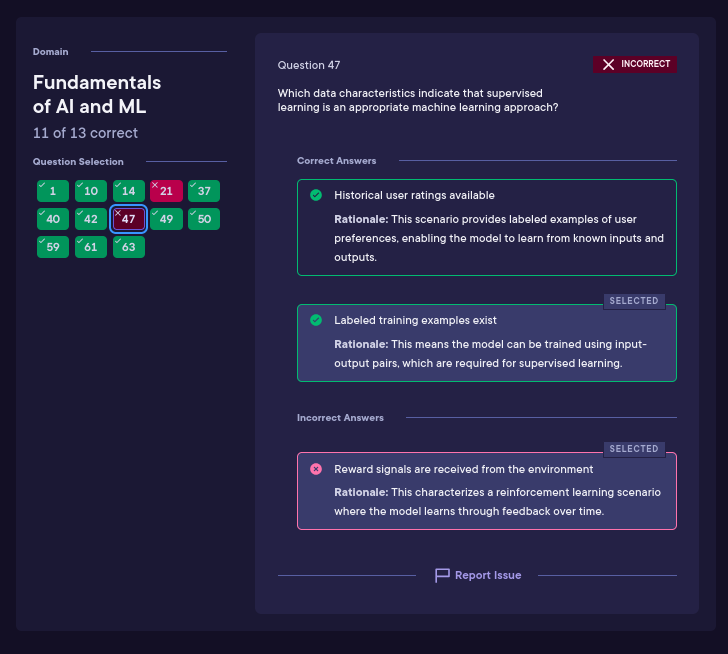 Domain
Fundamentals
of AI and ML
11 of 13 correct
Question Selection
1 10 14 21 37
40 42 47 49 50
59 61 63
Question 47
INCORRECT
Which data characteristics indicate that supervised
learning is an appropriate machine learning approach?
Correct Answers
Historical user ratings available
Rationale: This scenario provides labeled examples of user
preferences, enabling the model to learn from known inputs and
outputs.
SELECTED
Labeled training examples exist
Rationale: This means the model can be trained using input-
output pairs, which are required for supervised learning.
Incorrect Answers
SELECTED
Reward signals are received from the environment
Rationale: This characterizes a reinforcement learning scenario
where the model learns through feedback over time.
Report Issue